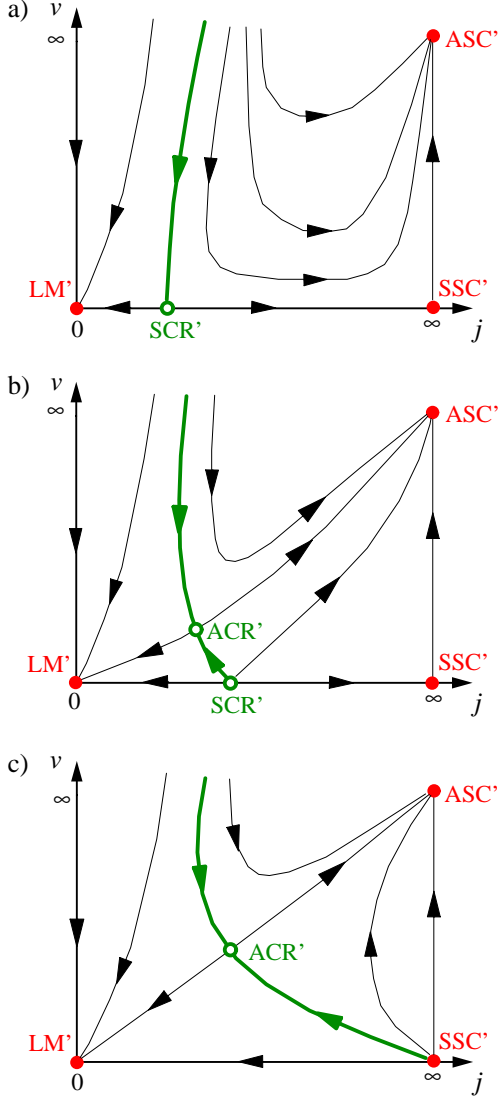 a)
v
∞
ASC'
LM'
SSC'
0
SCR'
∞
j
b)
v
∞
ASC'
ACR'
LM'
SSC'
0
SCR'
∞
j
c)
v
∞
ASC'
ACR'
LM'
SSC'
0
∞
j